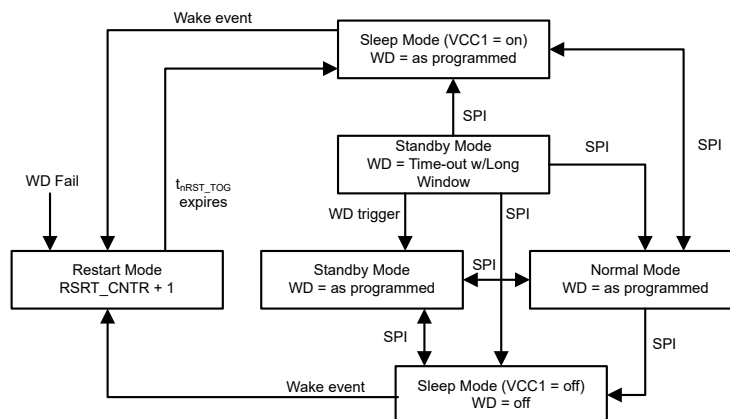 Wake event
Sleep Mode (VCC1 = on)
WD = as programmed
SPI
Standby Mode
WD = Time-out w/Long
Window
SPI
SPI
WD Fail
tnRST_TOG
expires
WD trigger
SPI
Restart Mode
RSRT_CNTR + 1
Standby Mode
WD = as programmed
SPI
Normal Mode
WD = as programmed
SPI
SPI
Wake event
Sleep Mode (VCC1 = off)
WD = off